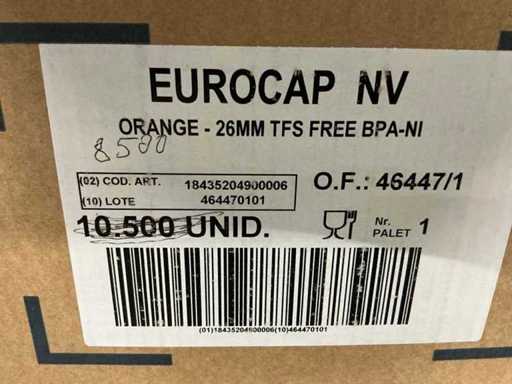 EUROCAP NV
ORANGE - 26MM TFS FREE BPA-NI
8500
(02) COD. ART. 18435204900006
(10) LOTE 464470101
O.F.: 46447/1
10.500 UNID.
Nr.
PALET 1
(01)18435204900006(10)464470101